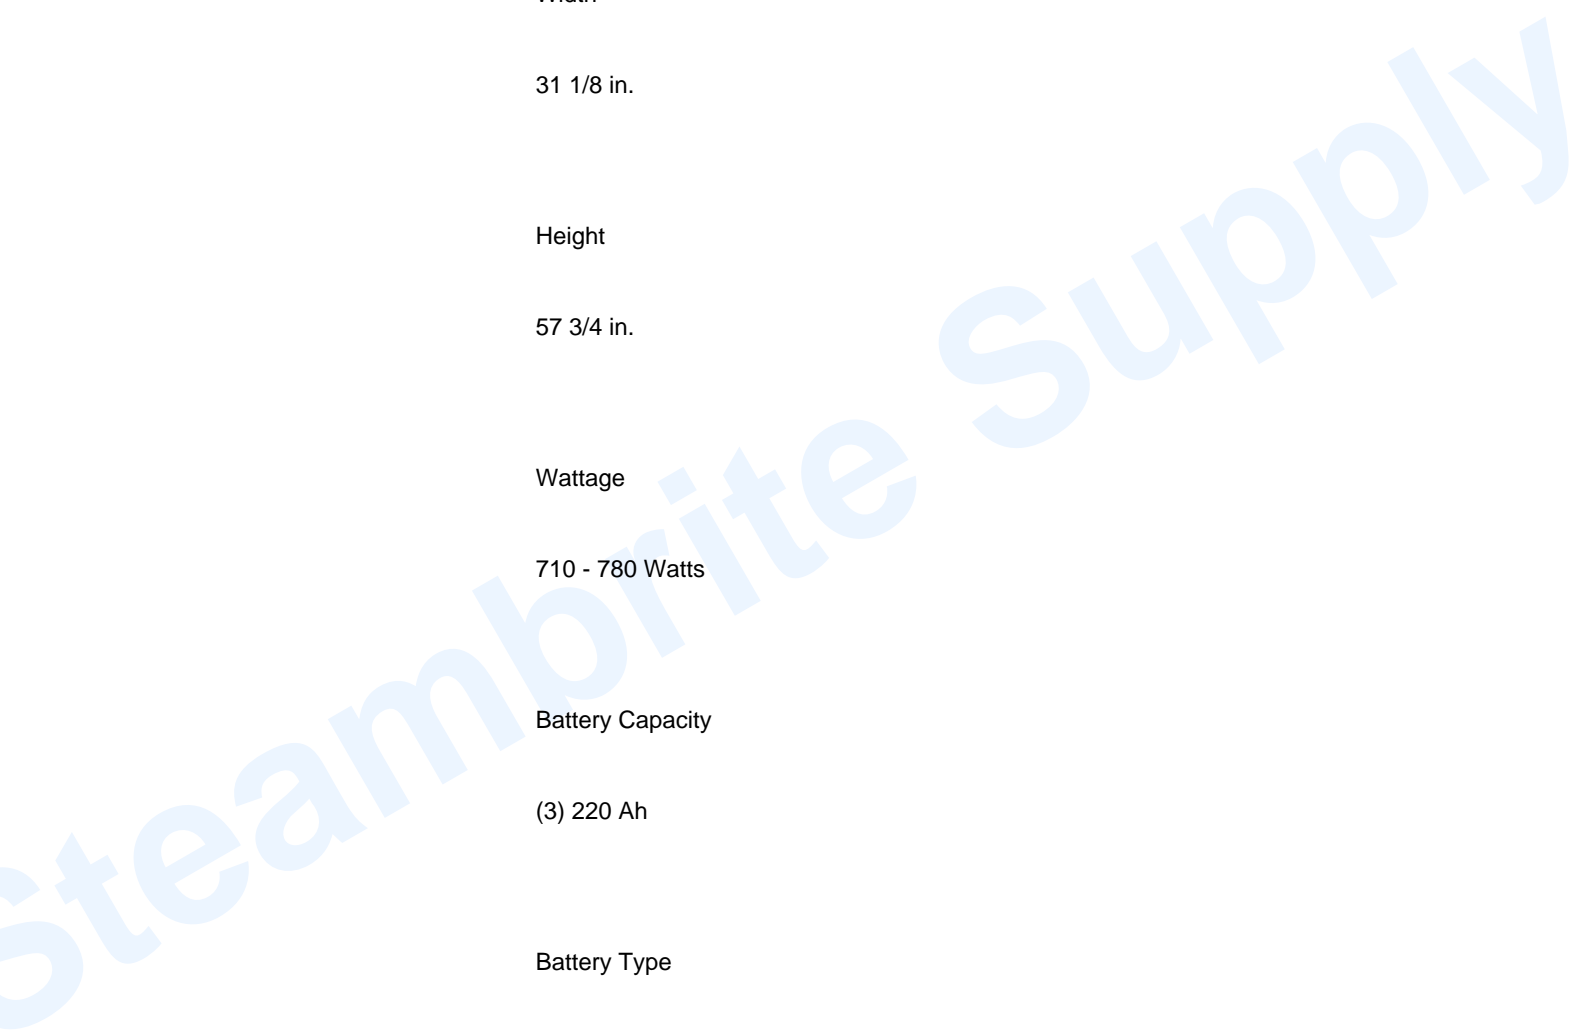 Width
31 1/8 in.
Height
57 3/4 in.
Wattage
710 - 780 Watts
Battery Capacity
(3) 220 Ah
Battery Type
Steambrite Supply